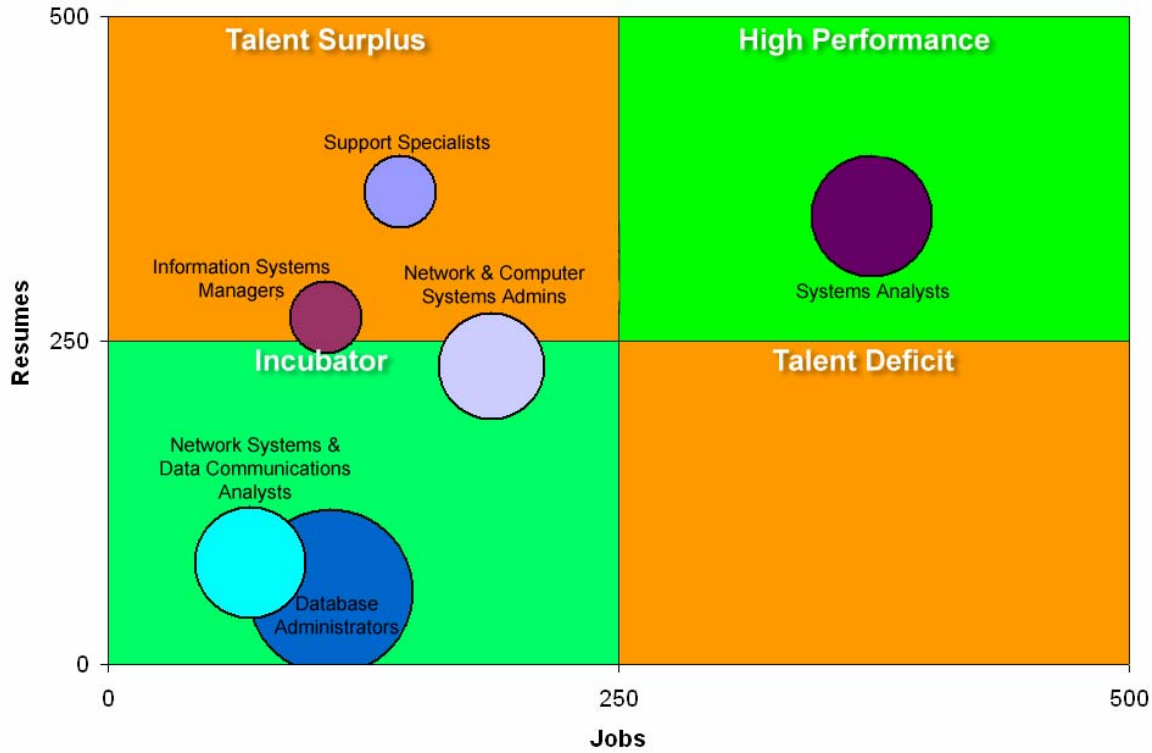 500
Talent Surplus
High Performance
Support Specialists
Information Systems
Managers
Network & Computer
Systems Admins
Systems Analysts
Resumes
250
Incubator
Talent Deficit
Network Systems &
Data Communications
Analysts
Database
Administrators
0
0
250
500
Jobs